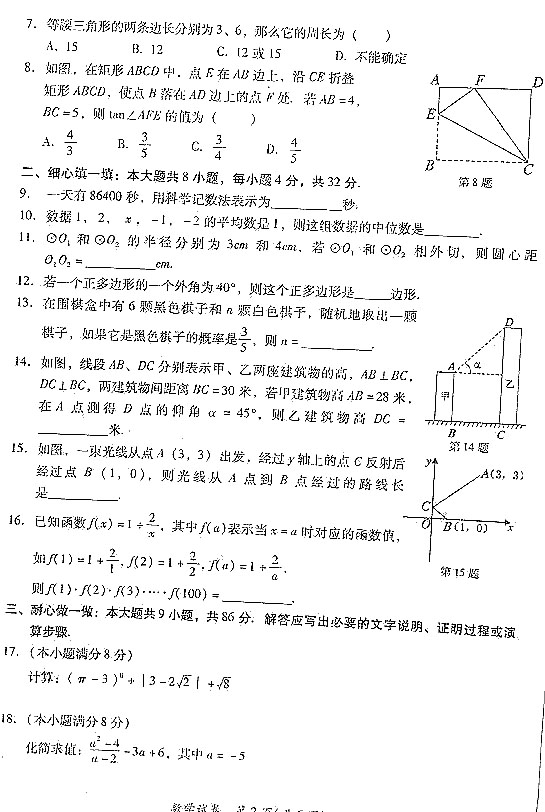 7. 等腰三角形的两条边长分别为3、6，那么它的周长为（　）
A. 15　B. 12　C. 12或15　D. 不能确定
8. 如图，在矩形ABCD中，点E在AB边上，沿CE折叠
矩形ABCD，使点B落在AD边上的点F处. 若AB=4，
BC=5，则tan∠AFE的值为（　）
A. 4/3　B. 3/5　C. 3/4　D. 4/5
A F D E B C
第8题
二、细心填一填：本大题共8小题，每小题4分，共32分.
9. 一天有86400秒，用科学记数法表示为______秒.
10. 数据1，2，x，-1，-2的平均数是1，则这组数据的中位数是______.
11. ⊙O₁和⊙O₂的半径分别为3cm和4cm，若⊙O₁和⊙O₂相外切，则圆心距
O₁O₂=______cm.
12. 若一个正多边形的一个外角为40°，则这个正多边形是____边形.
13. 在围棋盒中有6颗黑色棋子和n颗白色棋子，随机地取出一颗
棋子，如果它是黑色棋子的概率是3/5，则n=______.
14. 如图，线段AB、DC分别表示甲、乙两座建筑物的高，AB⊥BC，
DC⊥BC，两建筑物间距离BC=30米，若甲建筑物高AB=28米，
在A点测得D点的仰角α=45°，则乙建筑物高DC=
______米.
D A α 甲 乙 B C
第14题
15. 如图，一束光线从点A（3，3）出发，经过y轴上的点C反射后
经过点B（1，0），则光线从A点到B点经过的路线长
是______.
y A(3，3) C O B(1，0) x
第15题
16. 已知函数f(x)=1+2/x，其中f(a)表示当x=a时对应的函数值，
如f(1)=1+2/1，f(2)=1+2/2，f(a)=1+2/a，
则f(1)·f(2)·f(3)·····f(100)=______.
三、耐心做一做：本大题共9小题，共86分. 解答应写出必要的文字说明、证明过程或演
算步骤.
17.（本小题满分8分）
计算：（π-3）⁰+|3-2√2|+√8
18.（本小题满分8分）
化简求值：(a²-4)/(a-2)-3a+6，其中a=-5
数学试卷